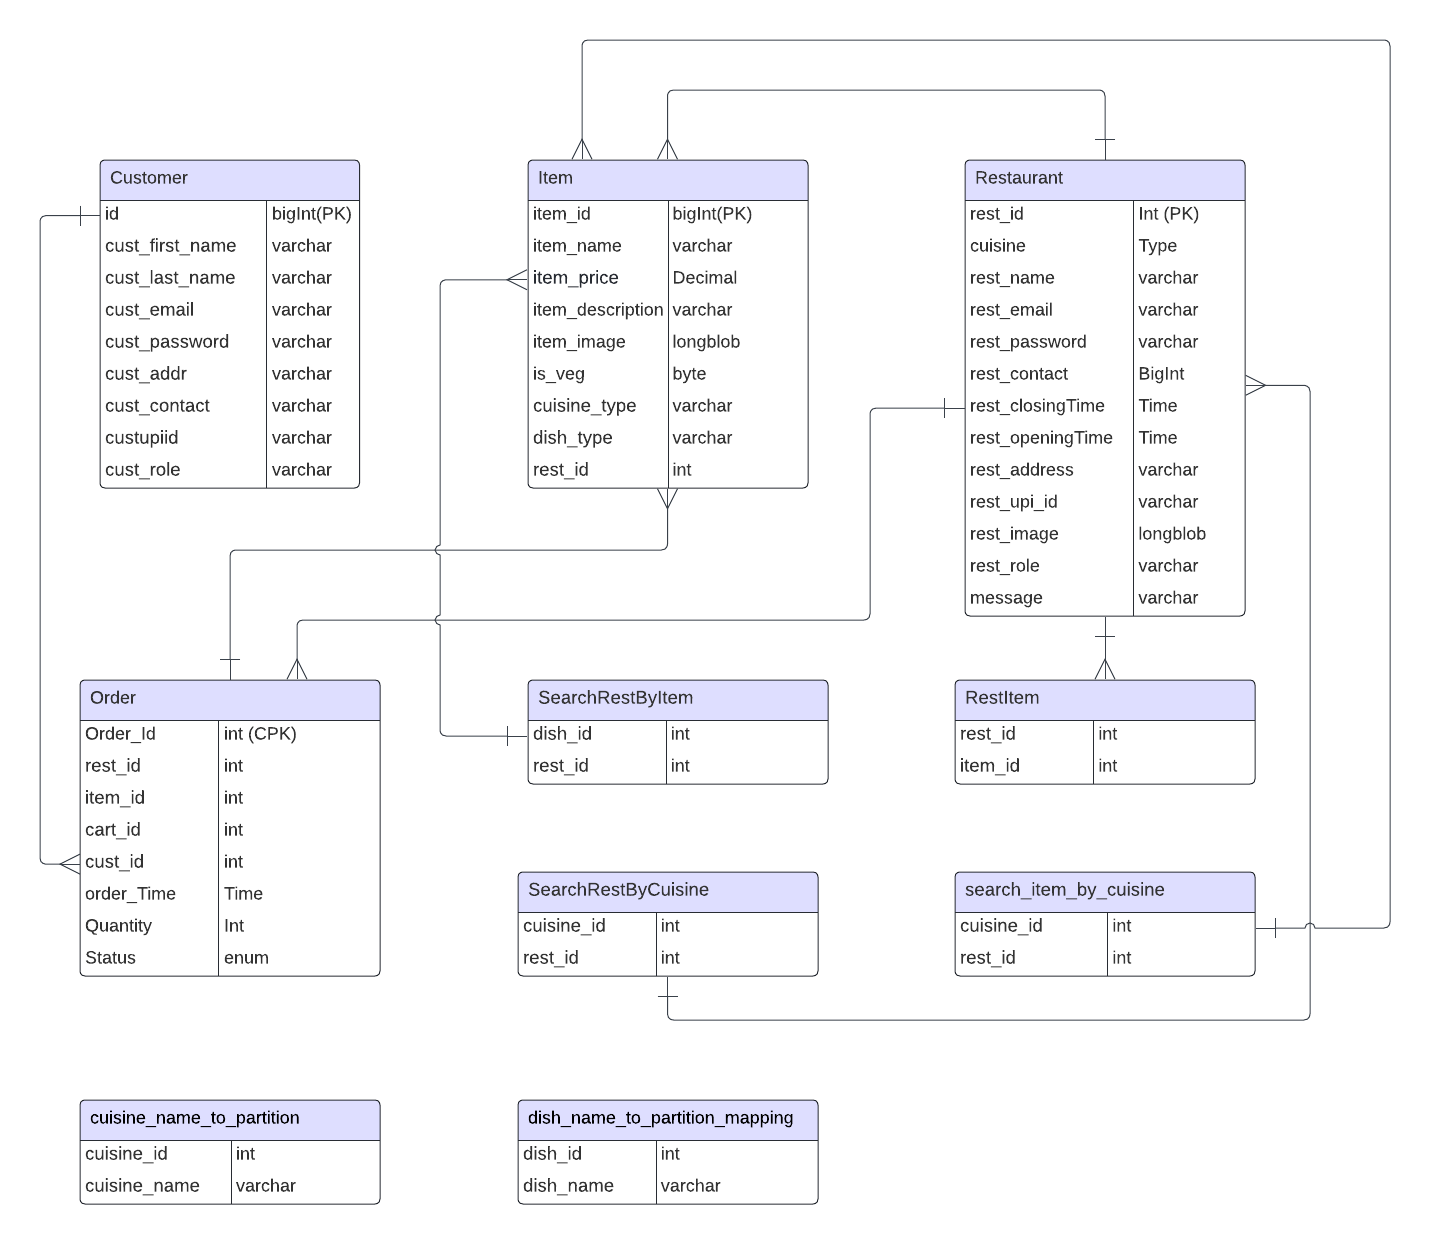 Customer
id bigInt(PK)
cust_first_name varchar
cust_last_name varchar
cust_email varchar
cust_password varchar
cust_addr varchar
cust_contact varchar
custupiid varchar
cust_role varchar
Item
item_id bigInt(PK)
item_name varchar
item_price Decimal
item_description varchar
item_image longblob
is_veg byte
cuisine_type varchar
dish_type varchar
rest_id int
Restaurant
rest_id Int (PK)
cuisine Type
rest_name varchar
rest_email varchar
rest_password varchar
rest_contact BigInt
rest_closingTime Time
rest_openingTime Time
rest_address varchar
rest_upi_id varchar
rest_image longblob
rest_role varchar
message varchar
Order
Order_Id int (CPK)
rest_id int
item_id int
cart_id int
cust_id int
order_Time Time
Quantity Int
Status enum
SearchRestByItem
dish_id int
rest_id int
RestItem
rest_id int
item_id int
SearchRestByCuisine
cuisine_id int
rest_id int
search_item_by_cuisine
cuisine_id int
rest_id int
cuisine_name_to_partition
cuisine_id int
cuisine_name varchar
dish_name_to_partition_mapping
dish_id int
dish_name varchar